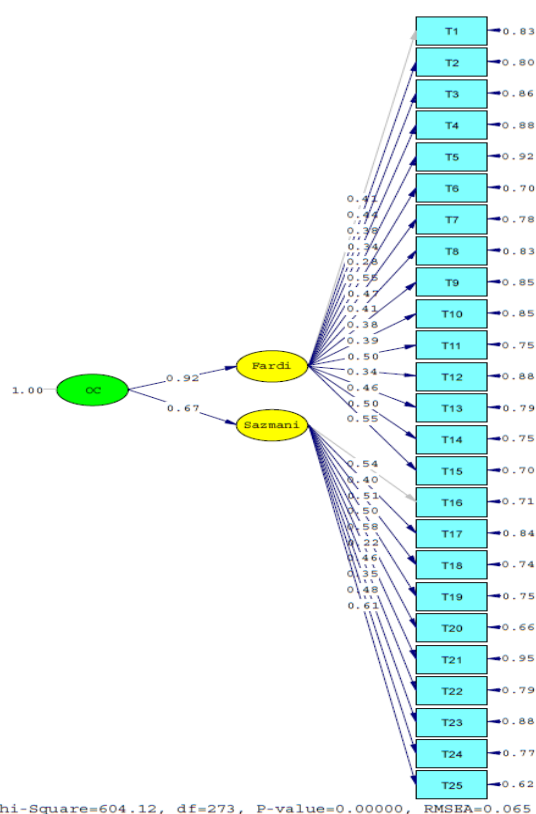 T1 0.83
T2 0.80
T3 0.86
T4 0.88
T5 0.92
T6 0.70
0.41
T7 0.78
0.44
0.38
T8 0.83
0.34
0.28
T9 0.85
0.55
0.47
T10 0.85
0.41
0.38
T11 0.75
0.39
0.50
Fardi
T12 0.88
0.34
0.92
1.00 OC
0.46
T13 0.79
0.50
0.67
0.55
Sazmani
T14 0.75
0.54
T15 0.70
0.40
0.51
T16 0.71
0.50
0.58
T17 0.84
0.22
0.46
T18 0.74
0.35
0.48
T19 0.75
0.61
T20 0.66
T21 0.95
T22 0.79
T23 0.88
T24 0.77
T25 0.62
hi-Square=604.12, df=273, P-value=0.00000, RMSEA=0.065